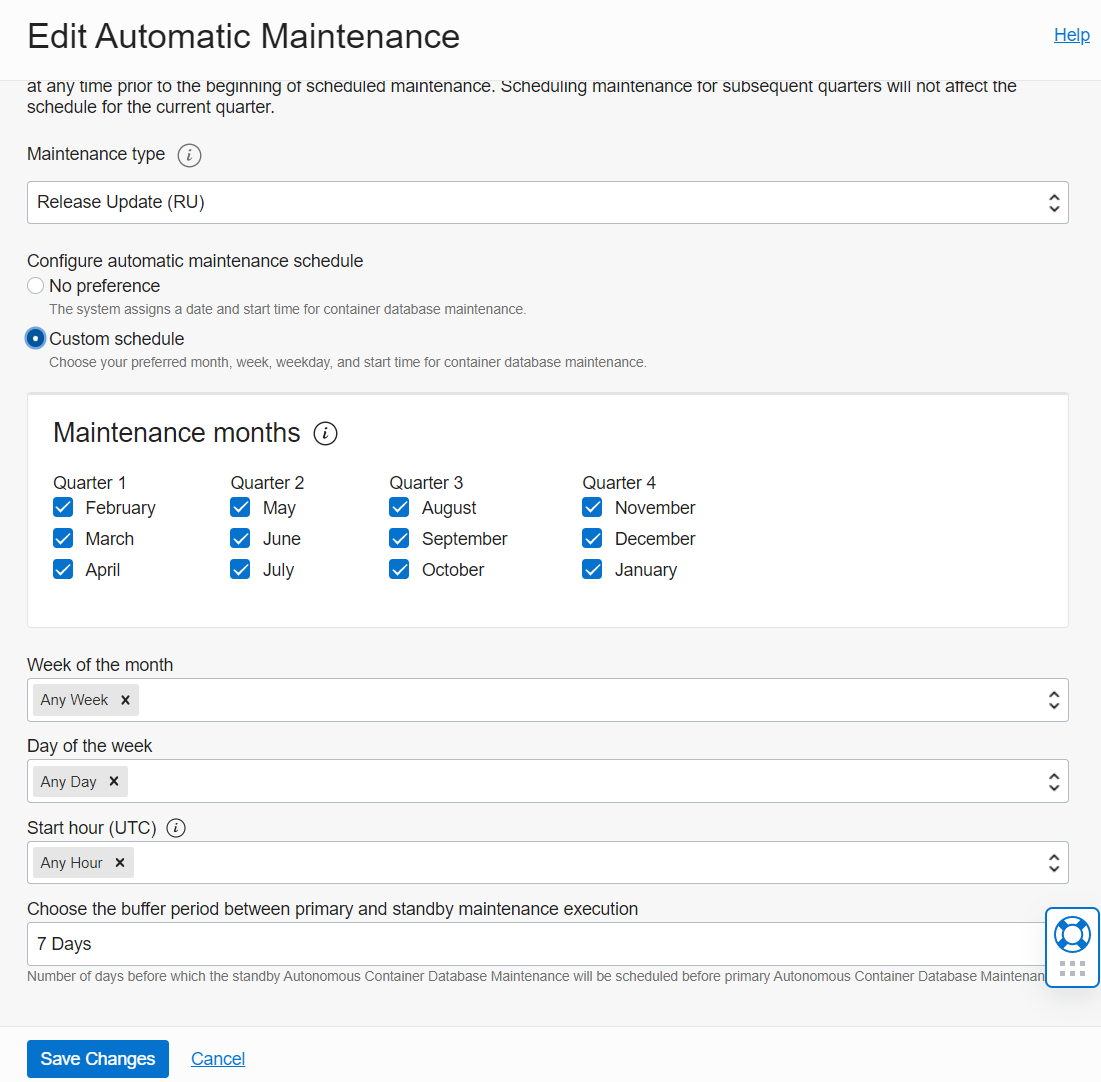 Edit Automatic Maintenance
Help
at any time prior to the beginning of scheduled maintenance. Scheduling maintenance for subsequent quarters will not affect the
schedule for the current quarter.
Maintenance type i
Release Update (RU)
Configure automatic maintenance schedule
No preference
The system assigns a date and start time for container database maintenance.
Custom schedule
Choose your preferred month, week, weekday, and start time for container database maintenance.
Maintenance months i
Quarter 1 Quarter 2 Quarter 3 Quarter 4
February May August November
March June September December
April July October January
Week of the month
Any Week ×
Day of the week
Any Day ×
Start hour (UTC) i
Any Hour ×
Choose the buffer period between primary and standby maintenance execution
7 Days
Number of days before which the standby Autonomous Container Database Maintenance will be scheduled before primary Autonomous Container Database Maintenan
Save Changes Cancel